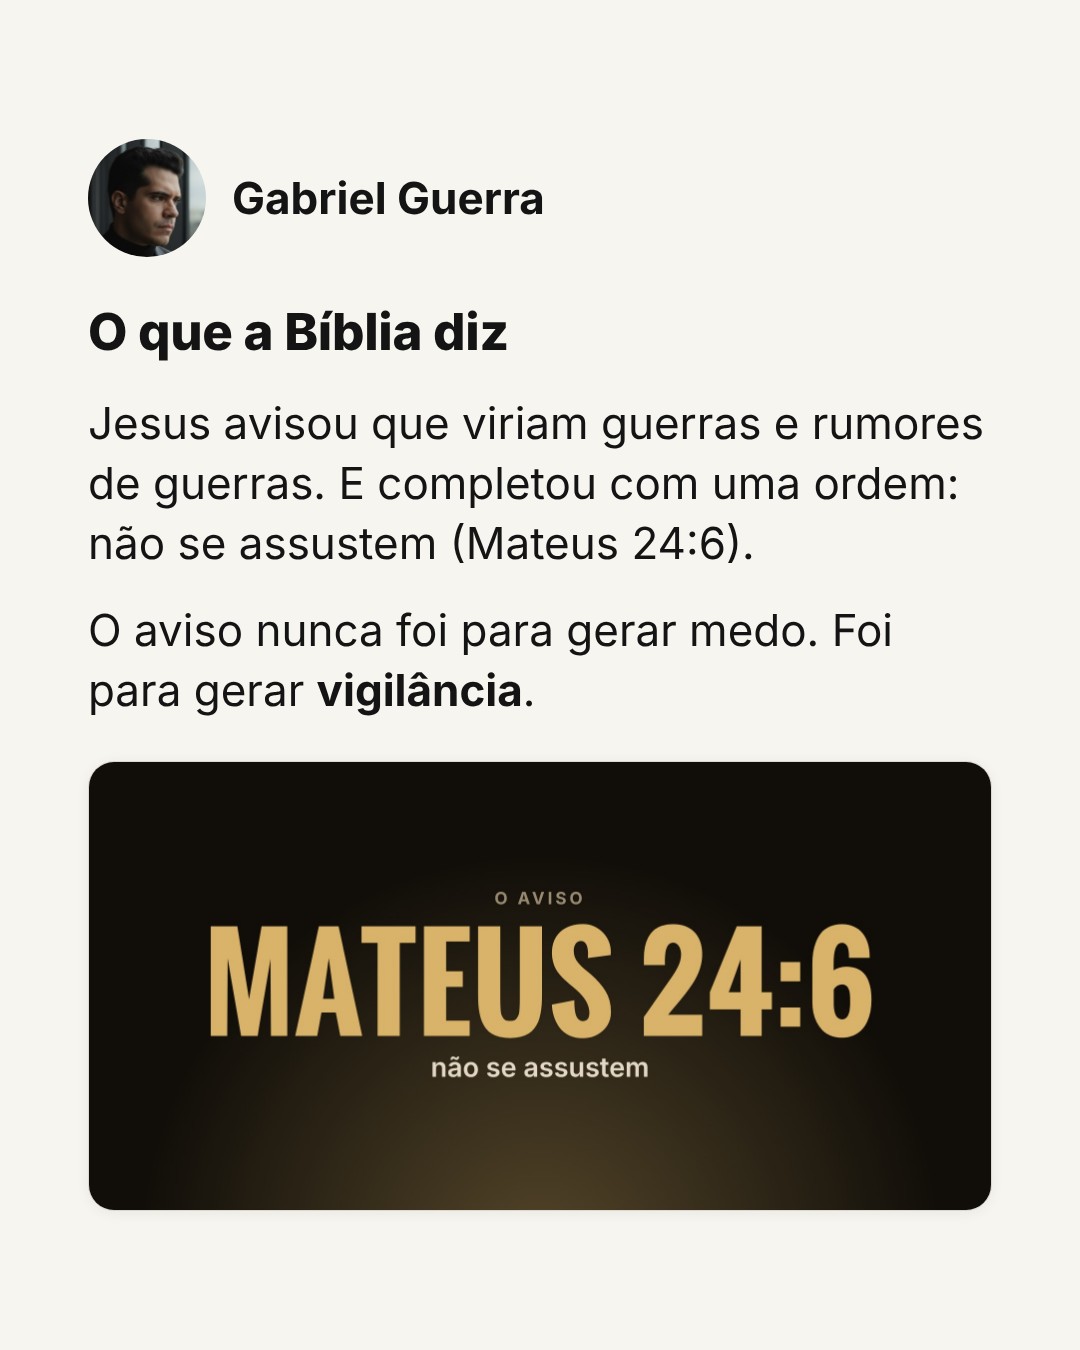 Gabriel Guerra
O que a Bíblia diz
Jesus avisou que viriam guerras e rumores
de guerras. E completou com uma ordem:
não se assustem (Mateus 24:6).
O aviso nunca foi para gerar medo. Foi
para gerar vigilância.
O AVISO
MATEUS 24:6
não se assustem